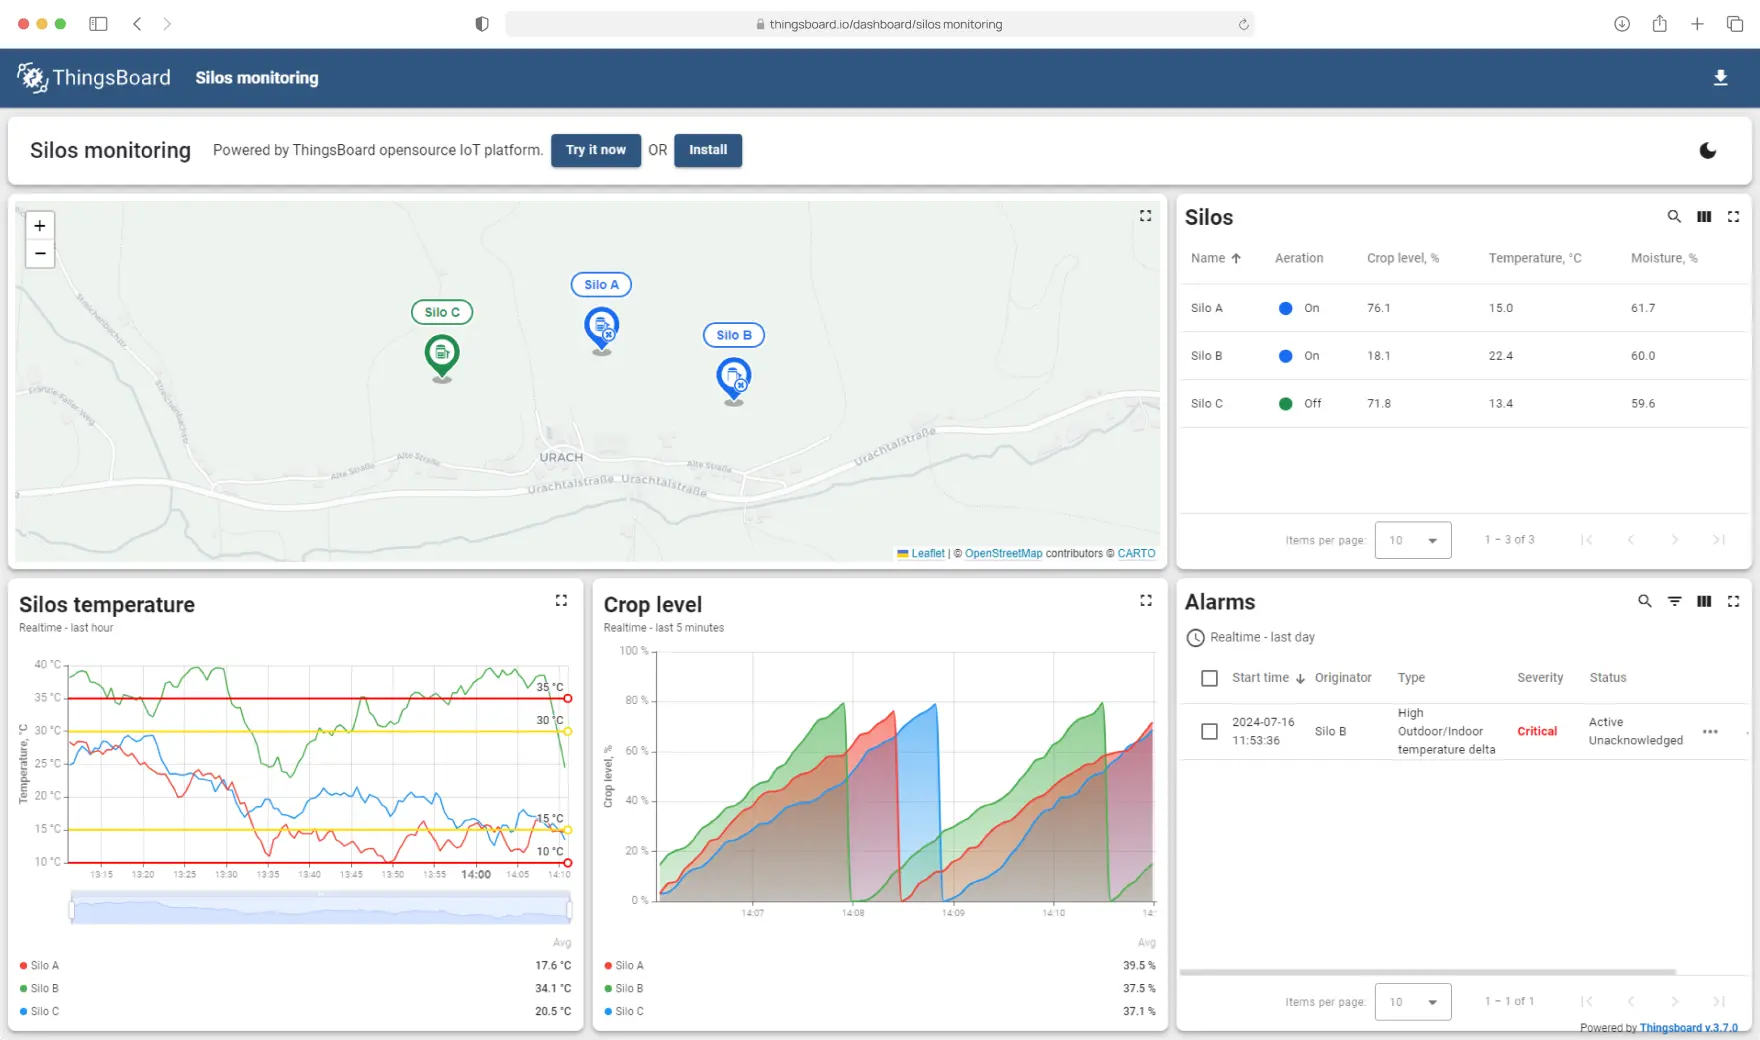 thingsboard.io/dashboard/silos monitoring
ThingsBoard
Silos monitoring
Silos monitoring
Powered by ThingsBoard opensource IoT platform.
Try it now
OR
Install
+
−
Silo A
Silo C
Silo B
Streichenbachstraße
Fränzle-Faller-Weg
URACH
Alte Straße
Alte Straße
Alte Straße
Urachtalstraße
Urachtalstraße
Urachtalstraße
Leaflet | © OpenStreetMap contributors © CARTO
Silos
Name Aeration Crop level, % Temperature, °C Moisture, %
Silo A On 76.1 15.0 61.7
Silo B On 18.1 22.4 60.0
Silo C Off 71.8 13.4 59.6
Items per page: 10 1 – 3 of 3
Silos temperature
Realtime - last hour
Temperature, °C
40 °C
35 °C
30 °C
25 °C
20 °C
15 °C
10 °C
35 °C
30 °C
15 °C
10 °C
13:15 13:20 13:25 13:30 13:35 13:40 13:45 13:50 13:55 14:00 14:05 14:10
Avg
Silo A 17.6 °C
Silo B 34.1 °C
Silo C 20.5 °C
Crop level
Realtime - last 5 minutes
Crop level, %
100 %
80 %
60 %
40 %
20 %
0 %
14:07 14:08 14:09 14:10 14:
Avg
Silo A 39.5 %
Silo B 37.5 %
Silo C 37.1 %
Alarms
Realtime - last day
Start time Originator Type Severity Status
2024-07-16
11:53:36
Silo B
High
Outdoor/Indoor
temperature delta
Critical
Active
Unacknowledged
Items per page: 10 1 – 1 of 1
Powered by Thingsboard v.3.7.0